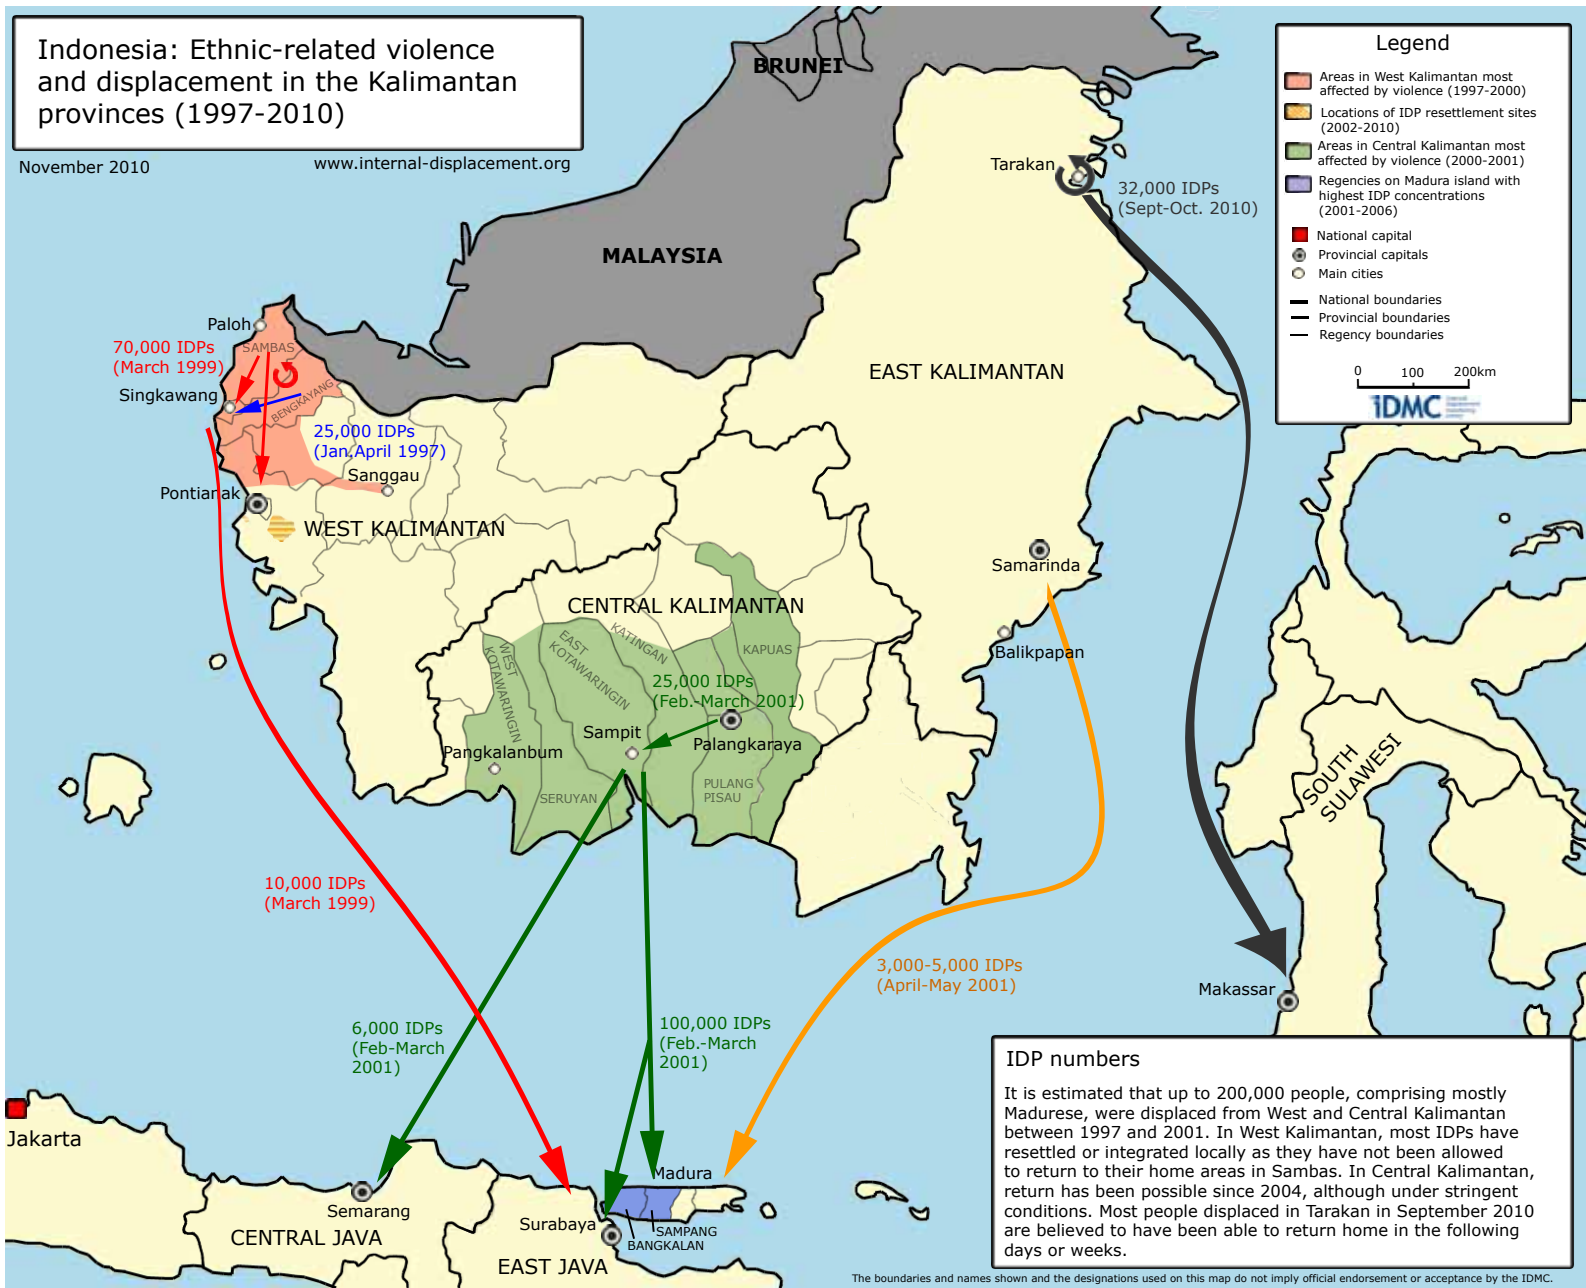 Indonesia: Ethnic-related violence
and displacement in the Kalimantan
provinces (1997-2010)
November 2010
www.internal-displacement.org
Legend
Areas in West Kalimantan most
affected by violence (1997-2000)
Locations of IDP resettlement sites
(2002-2010)
Areas in Central Kalimantan most
affected by violence (2000-2001)
Regencies on Madura island with
highest IDP concentrations
(2001-2006)
National capital
Provincial capitals
Main cities
National boundaries
Provincial boundaries
Regency boundaries
0 100 200km
iDMC
BRUNEI
MALAYSIA
Tarakan
32,000 IDPs
(Sept-Oct. 2010)
Paloh
SAMBAS
70,000 IDPs
(March 1999)
Singkawang
BENGKAYANG
25,000 IDPs
(Jan,April 1997)
Sanggau
Pontianak
WEST KALIMANTAN
EAST KALIMANTAN
Samarinda
Balikpapan
CENTRAL KALIMANTAN
WEST
KOTAWARINGIN
EAST
KOTAWARINGIN
KATINGAN
KAPUAS
25,000 IDPs
(Feb.-March 2001)
Sampit
Palangkaraya
Pangkalanbum
SERUYAN
PULANG
PISAU
SOUTH
SULAWESI
10,000 IDPs
(March 1999)
3,000-5,000 IDPs
(April-May 2001)
Makassar
6,000 IDPs
(Feb-March
2001)
100,000 IDPs
(Feb.-March
2001)
Jakarta
Semarang
CENTRAL JAVA
Surabaya
EAST JAVA
Madura
SAMPANG
BANGKALAN
IDP numbers
It is estimated that up to 200,000 people, comprising mostly
Madurese, were displaced from West and Central Kalimantan
between 1997 and 2001. In West Kalimantan, most IDPs have
resettled or integrated locally as they have not been allowed
to return to their home areas in Sambas. In Central Kalimantan,
return has been possible since 2004, although under stringent
conditions. Most people displaced in Tarakan in September 2010
are believed to have been able to return home in the following
days or weeks.
The boundaries and names shown and the designations used on this map do not imply official endorsement or acceptance by the IDMC.